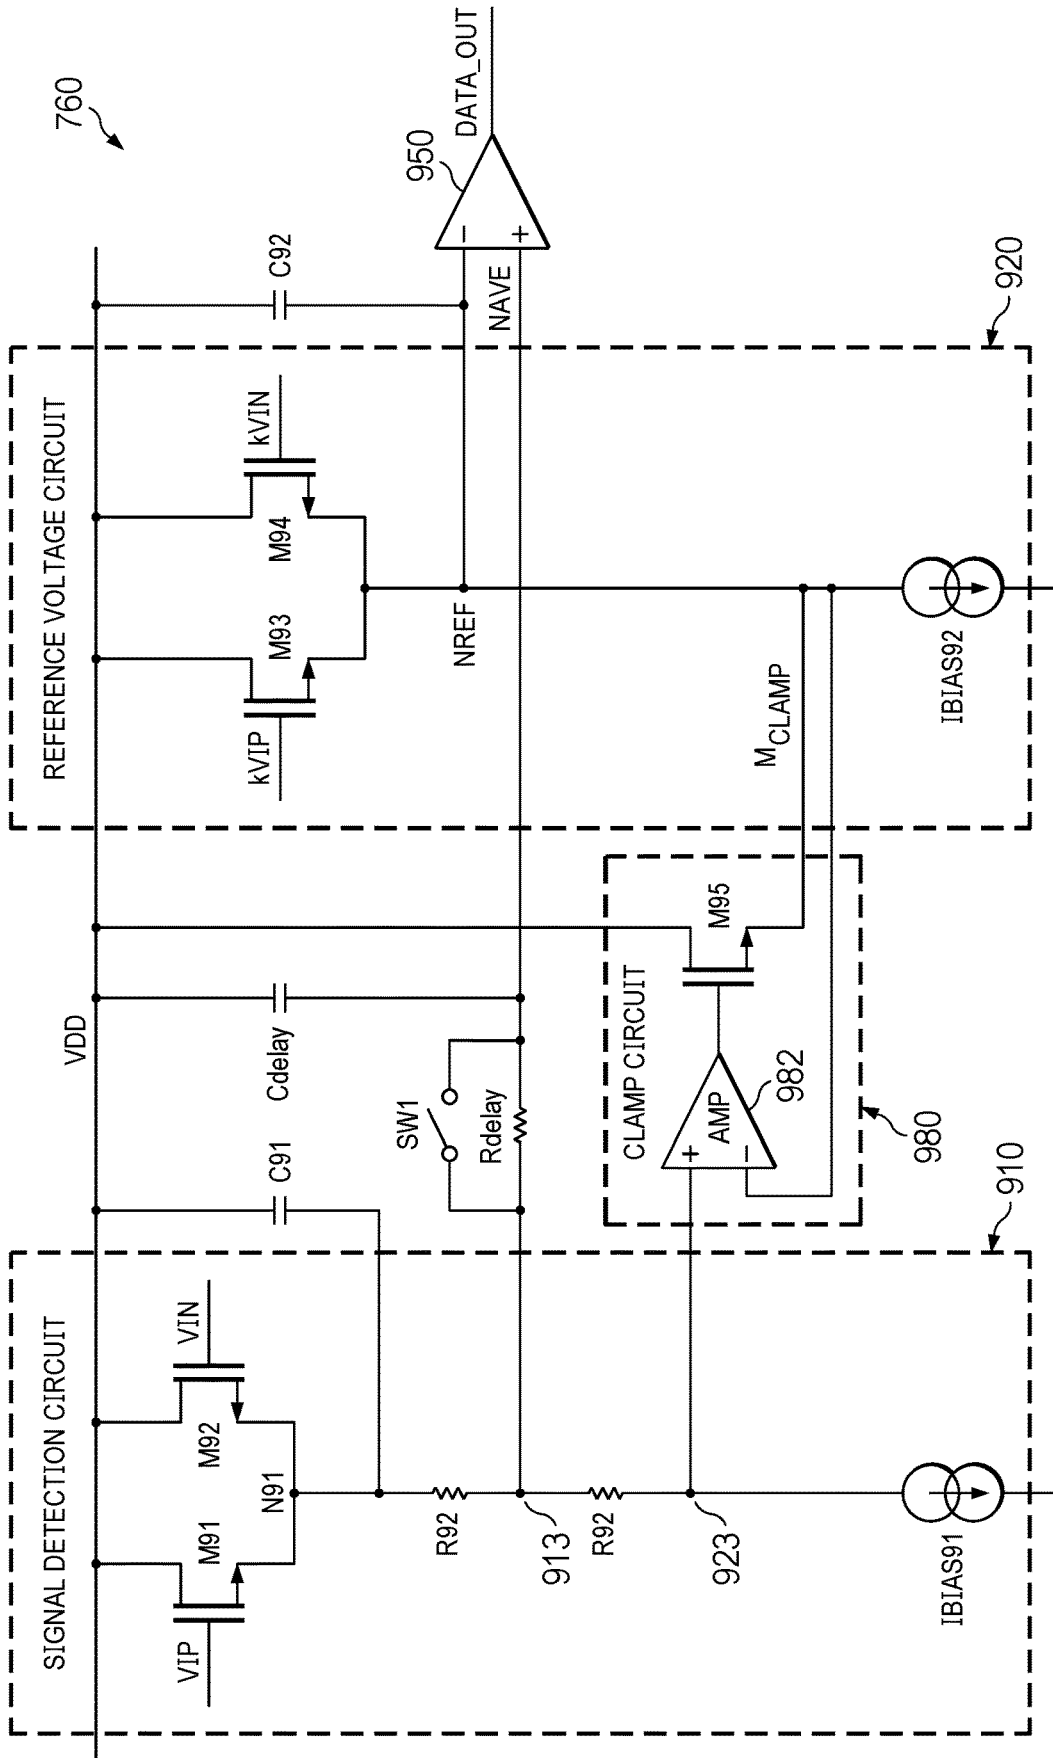 760
SIGNAL DETECTION CIRCUIT
VIP
M91
M92
VIN
N91
R92
913
R92
923
IBIAS91
910
C91
VDD
Cdelay
SW1
Rdelay
CLAMP CIRCUIT
+
AMP
−
982
M95
980
REFERENCE VOLTAGE CIRCUIT
kVIP
M93
M94
kVIN
NREF
MCLAMP
IBIAS92
920
C92
NAVE
−
+
950
DATA_OUT